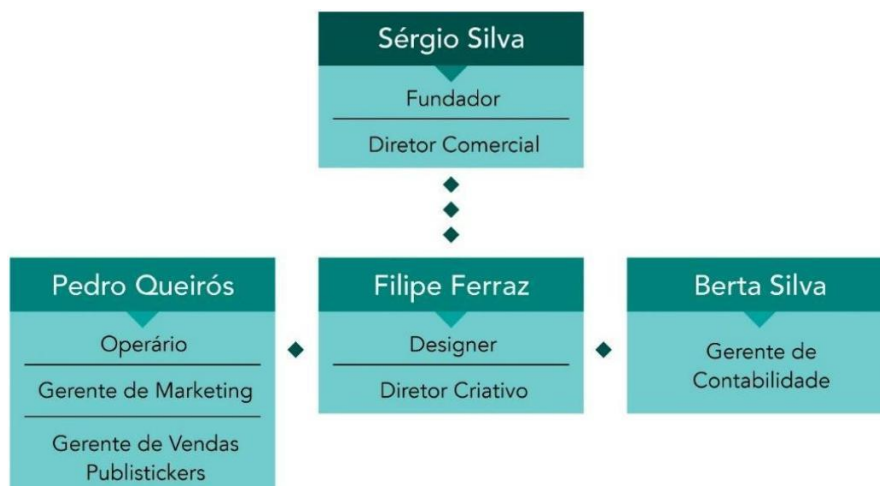 Sérgio Silva
Fundador
Diretor Comercial
Pedro Queirós
Operário
Gerente de Marketing
Gerente de Vendas
Publistickers
Filipe Ferraz
Designer
Diretor Criativo
Berta Silva
Gerente de
Contabilidade